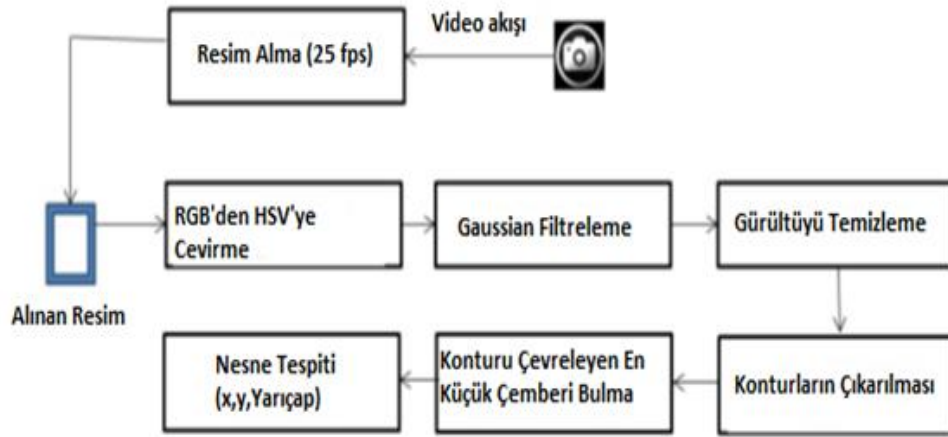 Video akışı
Resim Alma (25 fps)
Alınan Resim
RGB'den HSV'ye
Cevirme
Gaussian Filtreleme
Gürültüyü Temizleme
Konturların Çıkarılması
Konturu Çevreleyen En
Küçük Çemberi Bulma
Nesne Tespiti
(x,y,Yarıçap)